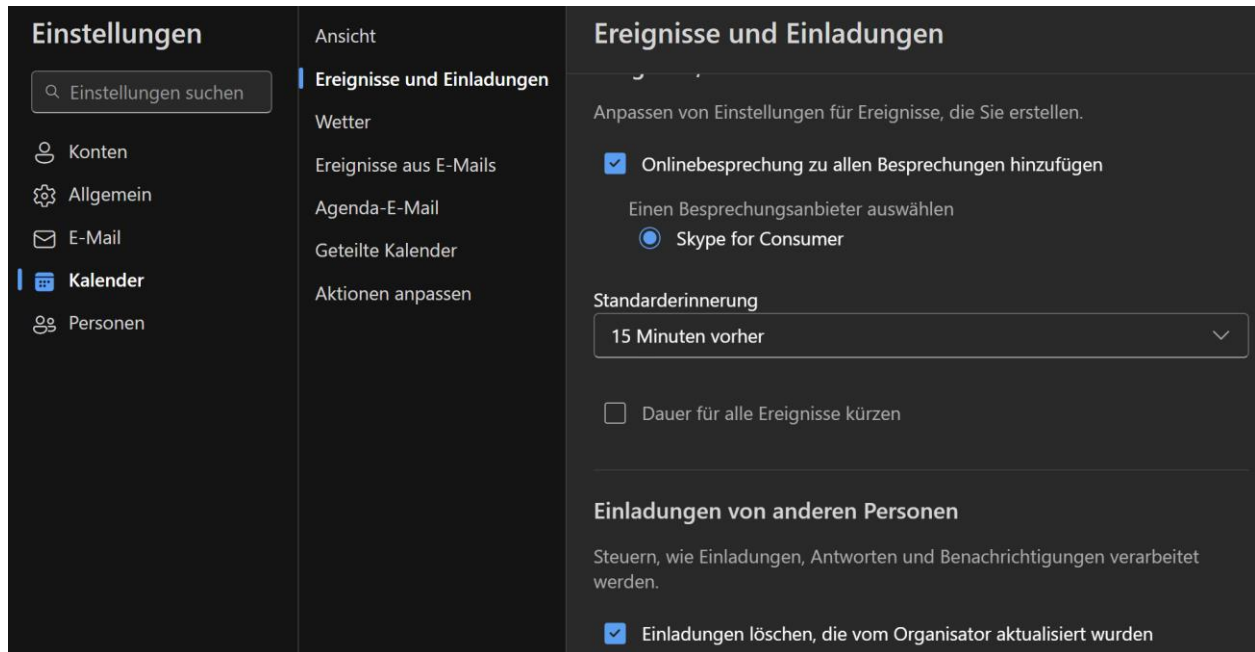 Einstellungen
Einstellungen suchen
Konten
Allgemein
E-Mail
Kalender
Personen
Ansicht
Ereignisse und Einladungen
Wetter
Ereignisse aus E-Mails
Agenda-E-Mail
Geteilte Kalender
Aktionen anpassen
Ereignisse und Einladungen
Anpassen von Einstellungen für Ereignisse, die Sie erstellen.
Onlinebesprechung zu allen Besprechungen hinzufügen
Einen Besprechungsanbieter auswählen
Skype for Consumer
Standarderinnerung
15 Minuten vorher
Dauer für alle Ereignisse kürzen
Einladungen von anderen Personen
Steuern, wie Einladungen, Antworten und Benachrichtigungen verarbeitet
werden.
Einladungen löschen, die vom Organisator aktualisiert wurden